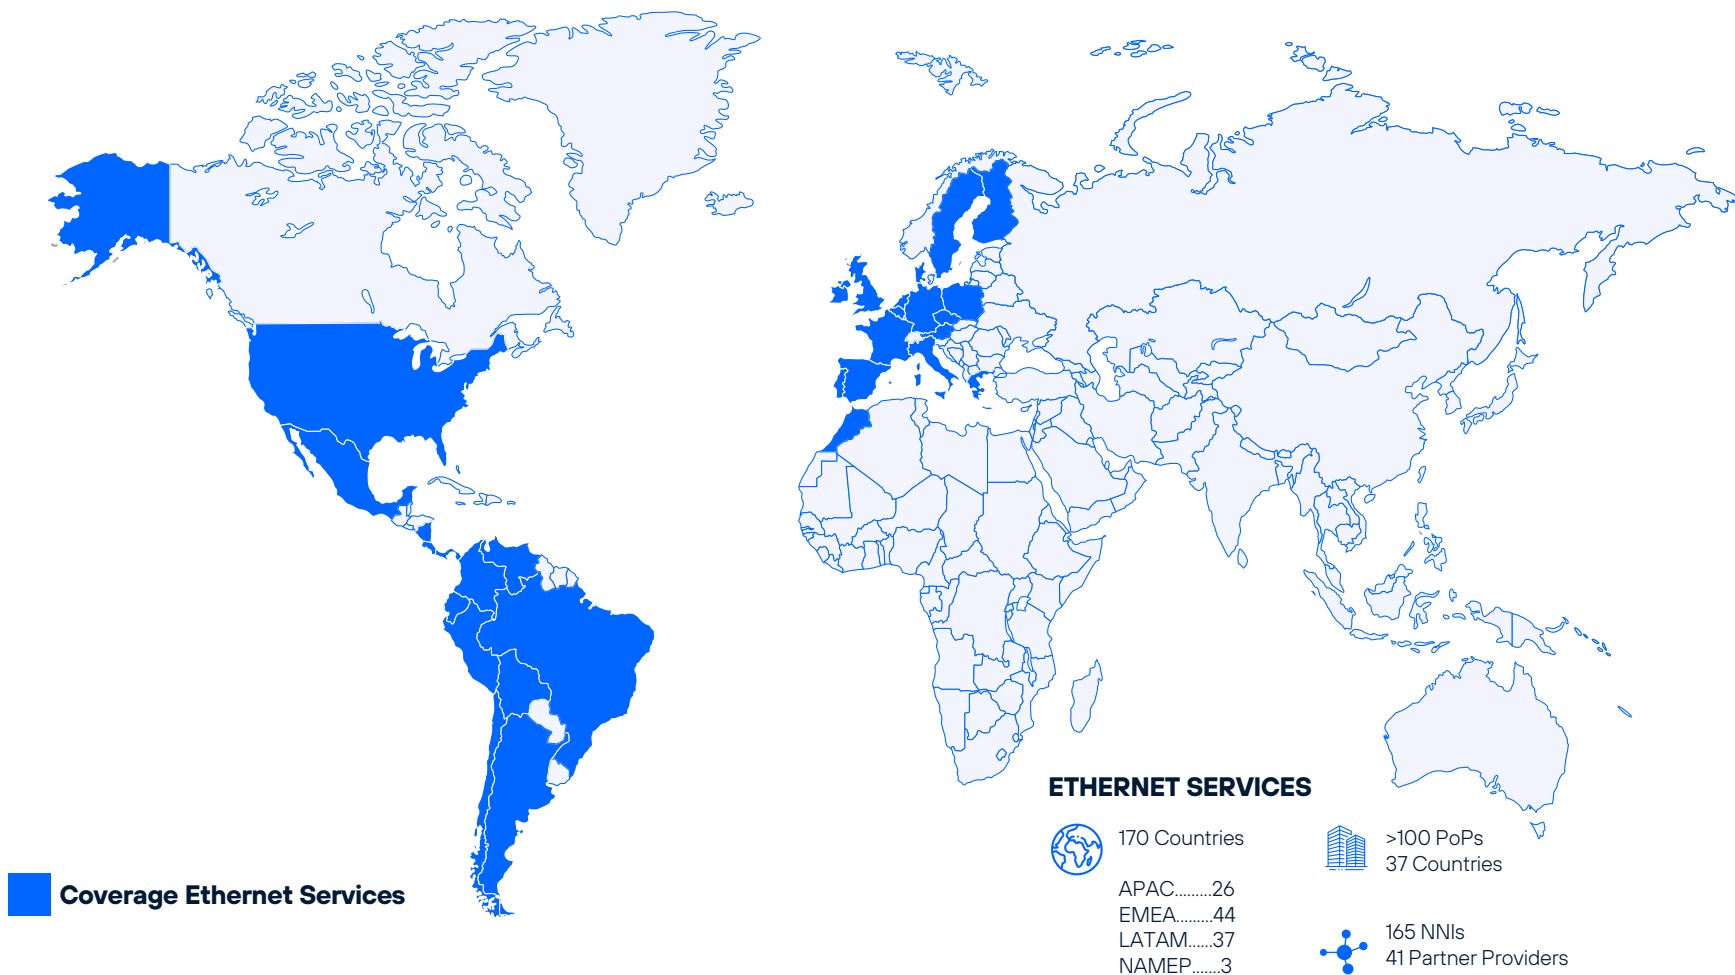 ETHERNET SERVICES
170 Countries
APAC.........26
EMEA.........44
LATAM......37
NAMEP.......3
>100 PoPs
37 Countries
165 NNIs
41 Partner Providers
Coverage Ethernet Services